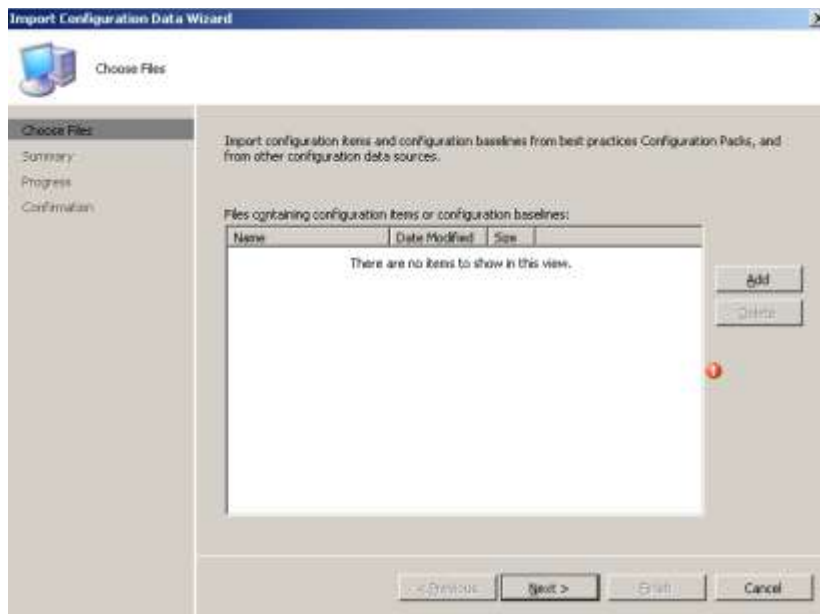 Import Configuration Data Wizard
Choose Files
Choose Files
Summary
Progress
Confirmation
Import configuration items and configuration baselines from best practices Configuration Packs, and
from other configuration data sources.
Files containing configuration items or configuration baselines:
Name Date Modified Size
There are no items to show in this view.
Add
Delete
< Previous Next > Finish Cancel